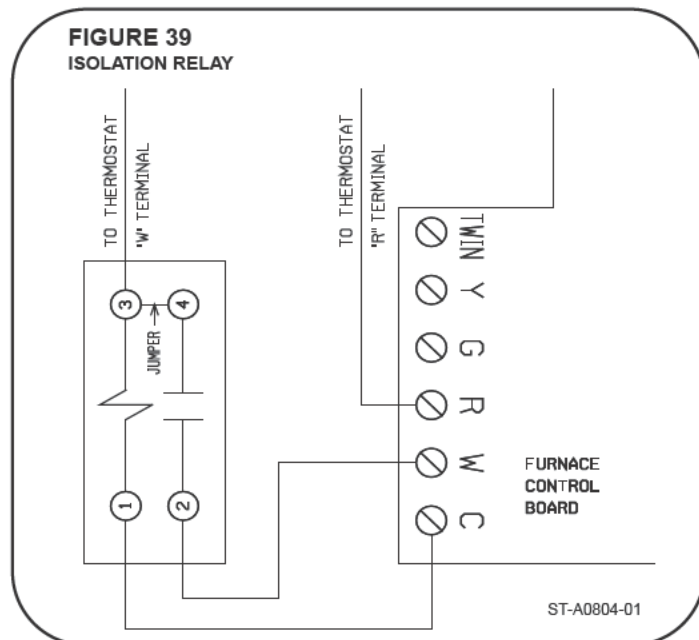 FIGURE 39
ISOLATION RELAY
TO THERMOSTAT
'W' TERMINAL
TO THERMOSTAT
'R" TERMINAL
3
4
JUMPER
1
2
TWIN
Y
G
R
W
C
FURNACE
CONTROL
BOARD
ST-A0804-01